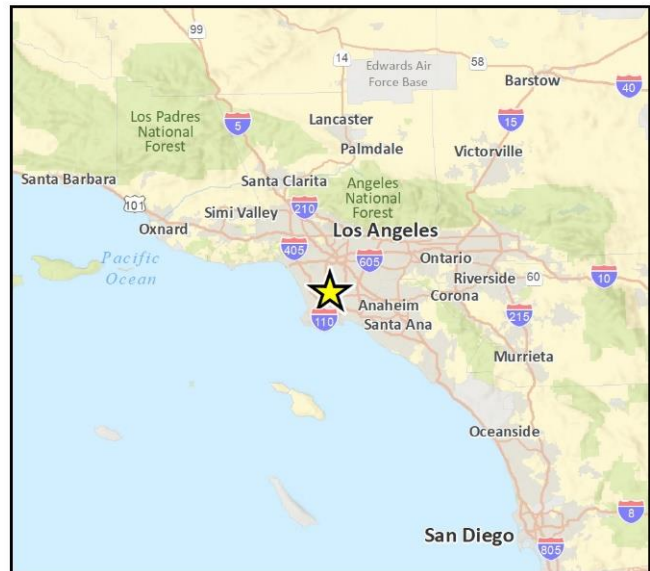 99
14
58
Edwards Air
Force Base
Barstow
40
Los Padres
National
Forest
5
Lancaster
15
Palmdale
Victorville
Santa Barbara
Santa Clarita
Angeles
National
Forest
101
Simi Valley
210
Oxnard
Los Angeles
405
605
Ontario
Pacific
Ocean
Riverside
60
10
Corona
Anaheim
110
Santa Ana
215
Murrieta
Oceanside
8
San Diego
805